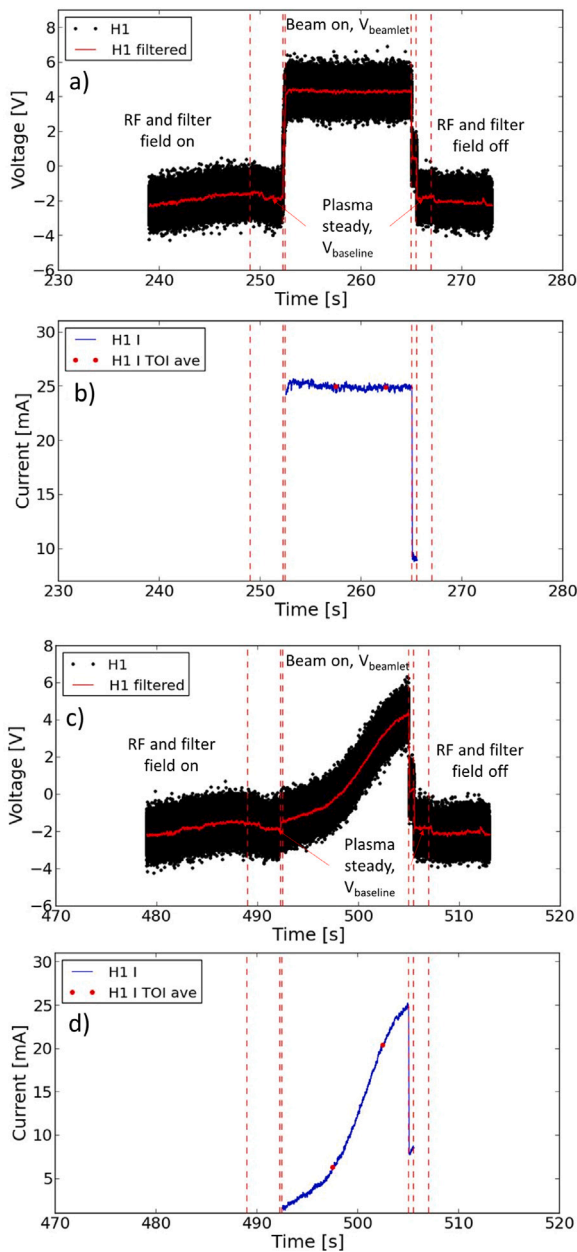 8
6
4
2
0
−2
−4
−6
Voltage [V]
H1
H1 filtered
a)
Beam on, V_beamlet
RF and filter
field on
RF and filter
field off
Plasma
steady,
V_baseline
230 240 250 260 270 280
Time [s]
30
25
20
15
10
Current [mA]
H1 I
H1 I TOI ave
b)
230 240 250 260 270 280
Time [s]
8
6
4
2
0
−2
−4
−6
Voltage [V]
H1
H1 filtered
c)
Beam on, V_beamlet
RF and filter
field on
RF and filter
field off
Plasma
steady,
V_baseline
470 480 490 500 510 520
Time [s]
30
25
20
15
10
5
Current [mA]
H1 I
H1 I TOI ave
d)
470 480 490 500 510 520
Time [s]